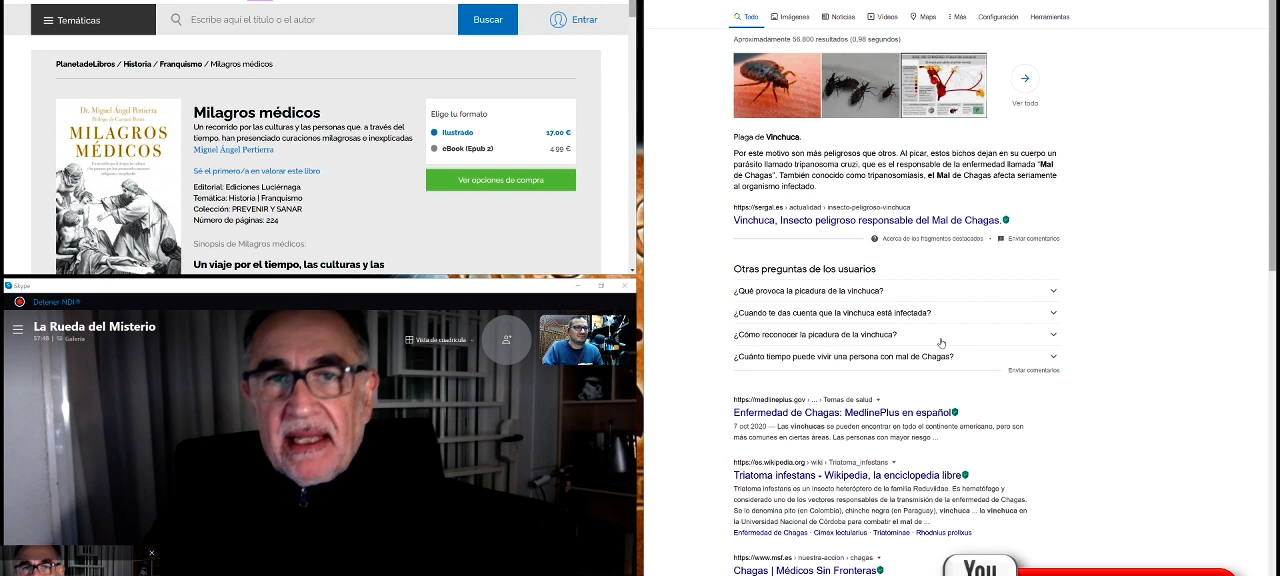 Temáticas
Escribe aquí el título o el autor
Buscar
Entrar
PlanetadeLibros / Historia / Franquismo / Milagros médicos
Dr. Miguel Ángel Pertierra
MILAGROS
MÉDICOS
Milagros médicos
Un recorrido por las culturas y las personas que, a través del
tiempo, han presenciado curaciones milagrosas e inexplicables
Miguel Ángel Pertierra
Sé el primero/a en valorar este libro
Editorial: Ediciones Luciérnaga
Temática: Historia | Franquismo
Colección: PREVENIR Y SANAR
Número de páginas: 224
Sinopsis de Milagros médicos:
Un viaje por el tiempo, las culturas y las
Elige tu formato
Ilustrado 17,00 €
eBook (Epub 2) 4,99 €
Ver opciones de compra
Skype
Detener NDI®
La Rueda del Misterio
57:48 | Galería
Vista de cuadrícula
Todo Imágenes Noticias Vídeos Maps Más Configuración Herramientas
Aproximadamente 56.800 resultados (0,98 segundos)
Ver todo
Plaga de Vinchuca.
Por este motivo son más peligrosos que otros. Al picar, estos bichos dejan en su cuerpo un
parásito llamado tripanosoma cruzi, que es el responsable de la enfermedad llamada "Mal
de Chagas". También conocido como tripanosomiasis, el Mal de Chagas afecta seriamente
al organismo infectado.
https://sergal.es › actualidad › insecto-peligroso-vinchuca
Vinchuca, Insecto peligroso responsable del Mal de Chagas.
Acerca de los fragmentos destacados • Enviar comentarios
Otras preguntas de los usuarios
¿Qué provoca la picadura de la vinchuca?
¿Cuando te das cuenta que la vinchuca está infectada?
¿Cómo reconocer la picadura de la vinchuca?
¿Cuánto tiempo puede vivir una persona con mal de Chagas?
Enviar comentarios
https://medlineplus.gov › ... › Temas de salud
Enfermedad de Chagas: MedlinePlus en español
7 oct 2020 — Las vinchucas se pueden encontrar en todo el continente americano, pero son
más comunes en ciertas áreas. Las personas con mayor riesgo ...
https://es.wikipedia.org › wiki › Triatoma_infestans
Triatoma infestans - Wikipedia, la enciclopedia libre
Triatoma infestans es un insecto heteróptero de la familia Reduviidae. Es hematófago y
considerado uno de los vectores responsables de la transmisión de la enfermedad de Chagas.
Se lo denomina pito (en Colombia), chinche negra (en Paraguay), vinchuca ... la vinchuca en
la Universidad Nacional de Córdoba para combatir el mal de ...
Enfermedad de Chagas · Cimex lectularius · Triatominae · Rhodnius prolixus
https://www.msf.es › nuestra-accion › chagas
Chagas | Médicos Sin Fronteras
You